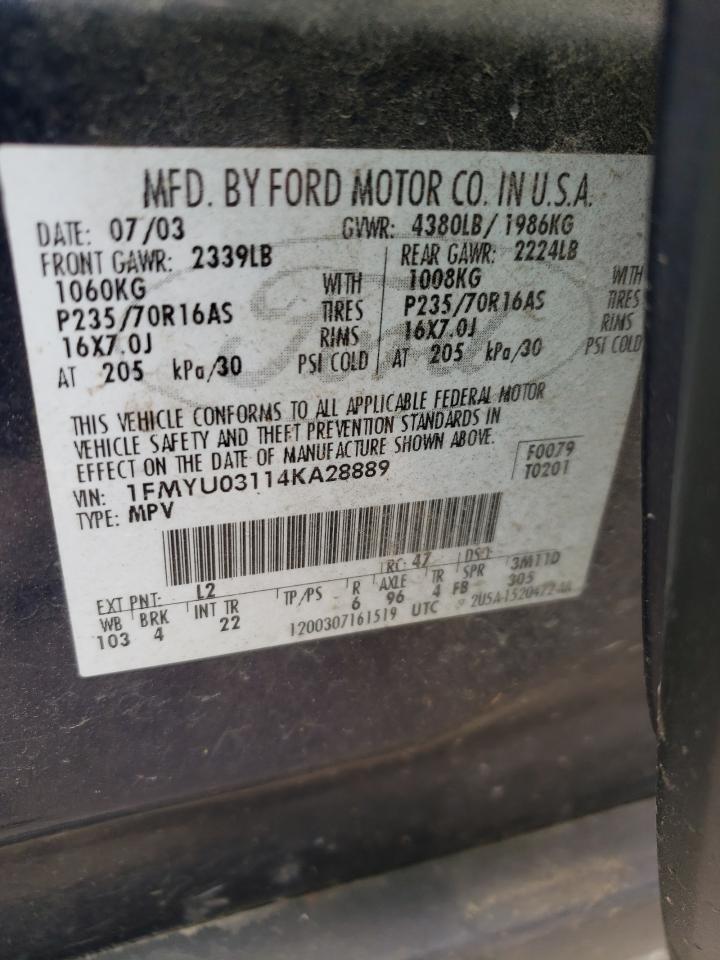 MFD. BY FORD MOTOR CO. IN U.S.A.
DATE: 07/03 GVWR: 4380LB/1986KG
FRONT GAWR: 2339LB REAR GAWR: 2224LB
1060KG WITH 1008KG WITH
P235/70R16AS TIRES P235/70R16AS TIRES
16X7.0J RIMS 16X7.0J RIMS
AT 205 kPa/30 PSI COLD AT 205 kPa/30 PSI COLD
THIS VEHICLE CONFORMS TO ALL APPLICABLE FEDERAL MOTOR
VEHICLE SAFETY AND THEFT PREVENTION STANDARDS IN
EFFECT ON THE DATE OF MANUFACTURE SHOWN ABOVE.
VIN: 1FMYU03114KA28889 F0079
TYPE: MPV T0201
EXT PNT: L2 RC: 47 DSO:
WB BRK INT TR TP/PS R AXLE TR SPR 3M11D
103 4 22 6 96 4 FB 305
1200307161519 UTC
Ford